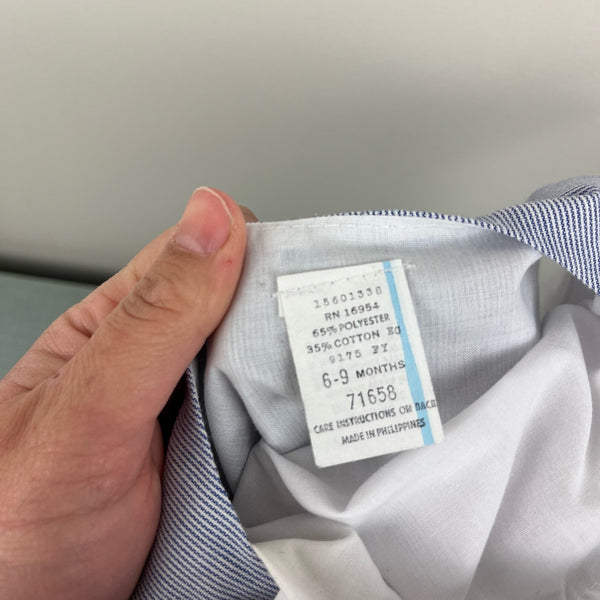 15601338
RN 16954
65% POLYESTER
35% COTTON EO
9175 FY
6-9 MONTHS
71658
CARE INSTRUCTIONS ON BACK
MADE IN PHILIPPINES